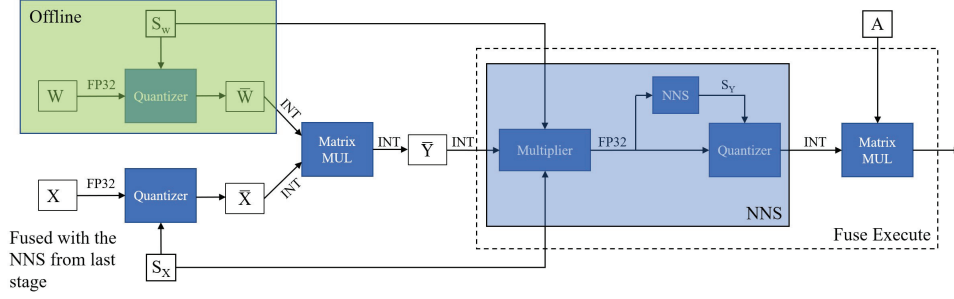 Offline
S_w
A
W
FP32
Quantizer
W̅
INT
NNS
S_Y
Matrix
MUL
INT
Y̅
INT
Multiplier
FP32
Quantizer
INT
Matrix
MUL
X
FP32
Quantizer
X̅
INT
NNS
Fuse Execute
Fused with the
NNS from last
stage
S_X